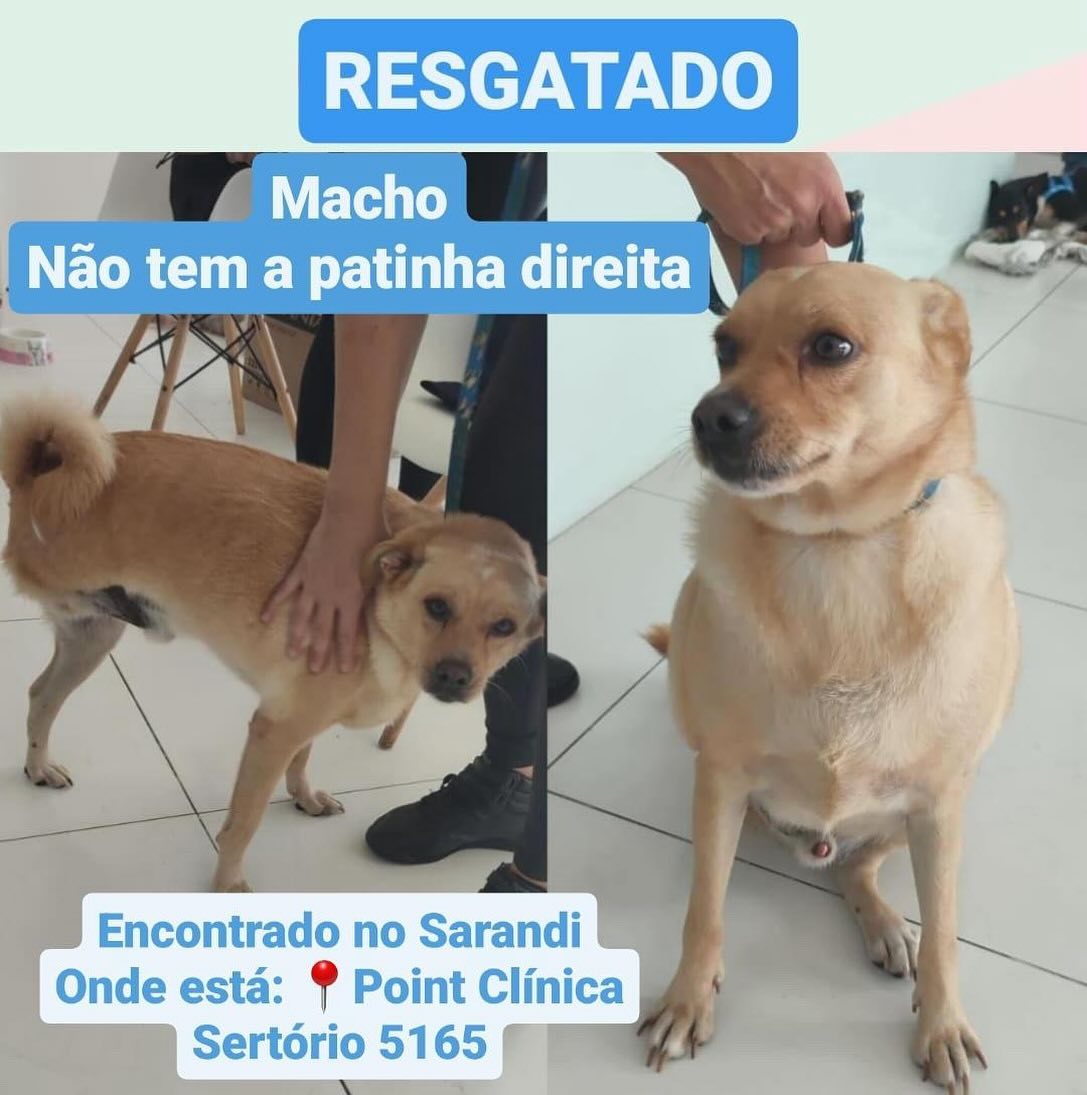 RESGATADO
Macho
Não tem a patinha direita
Encontrado no Sarandi
Onde está: 📍Point Clínica
Sertório 5165